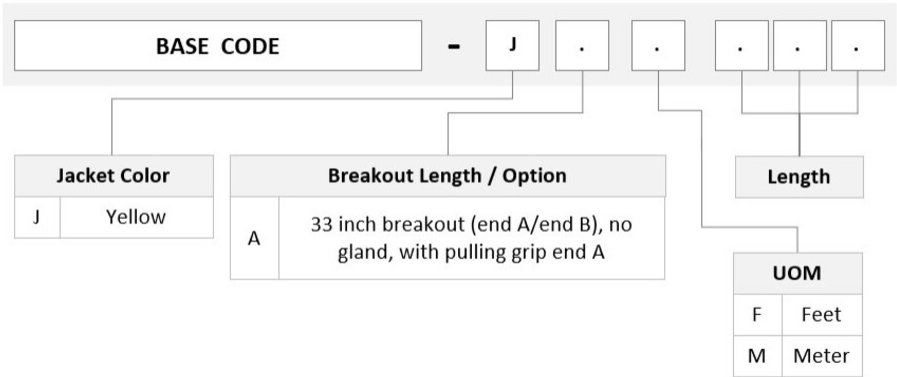 BASE CODE - J . . . . .
Jacket Color
J Yellow
Breakout Length / Option
A 33 inch breakout (end A/end B), no
gland, with pulling grip end A
Length
UOM
F Feet
M Meter